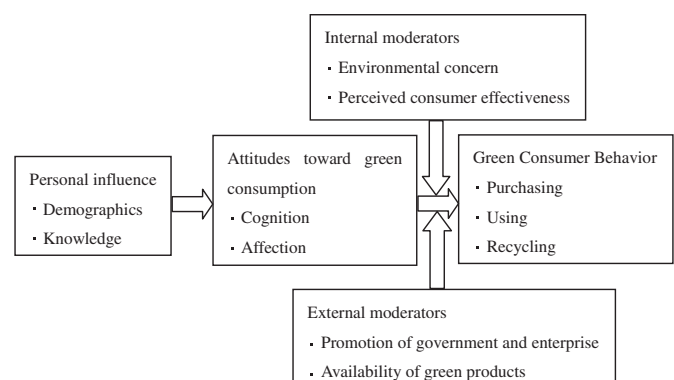 Internal moderators
· Environmental concern
· Perceived consumer effectiveness
Personal influence
· Demographics
· Knowledge
Attitudes toward green
consumption
· Cognition
· Affection
Green Consumer Behavior
· Purchasing
· Using
· Recycling
External moderators
· Promotion of government and enterprise
· Availability of green products